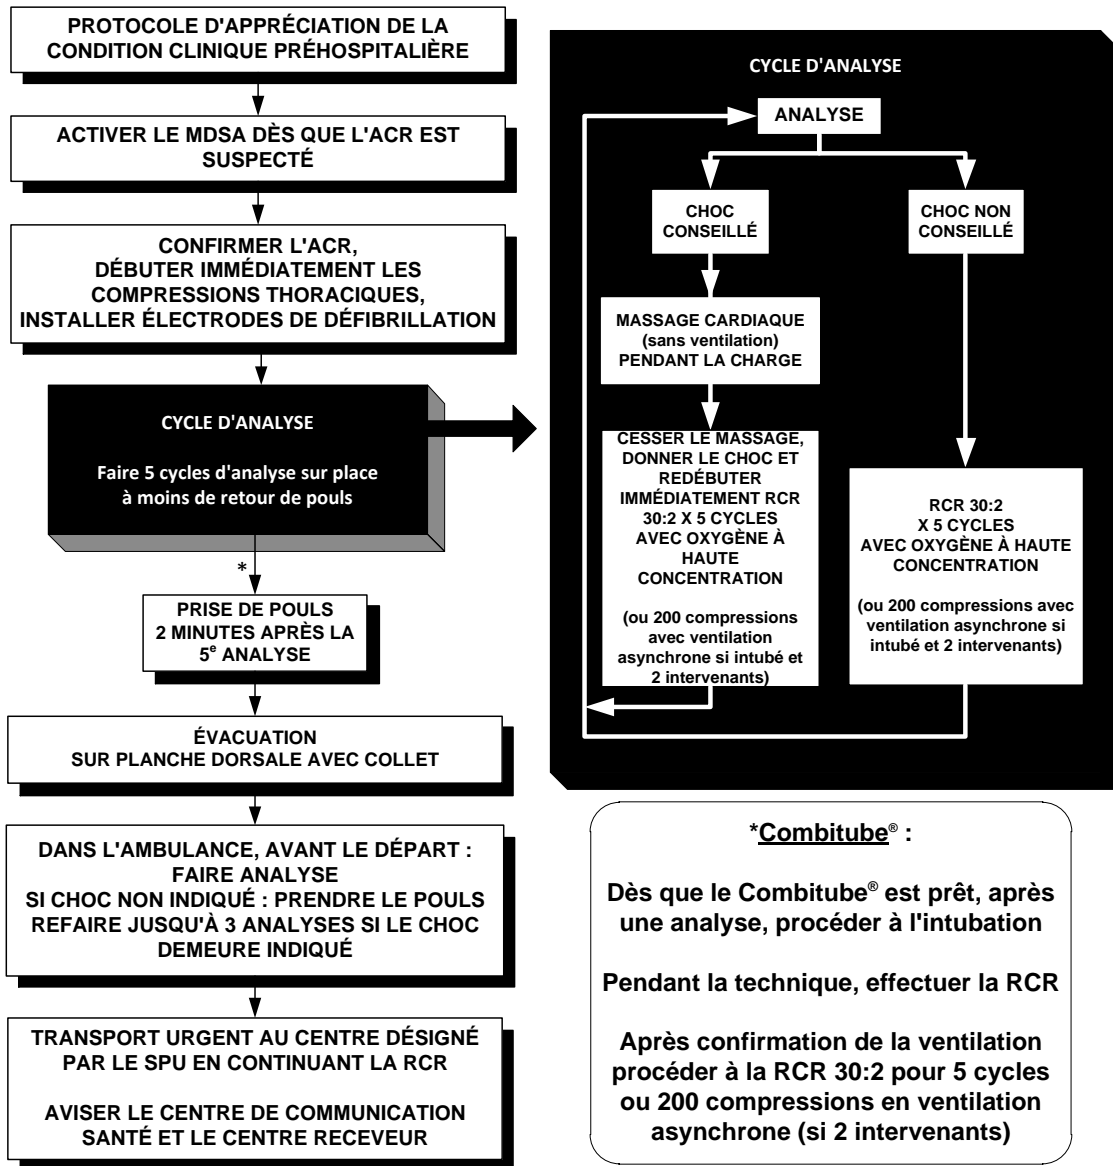 PROTOCOLE D'APPRÉCIATION DE LA
CONDITION CLINIQUE PRÉHOSPITALIÈRE
ACTIVER LE MDSA DÈS QUE L'ACR EST
SUSPECTÉ
CONFIRMER L'ACR,
DÉBUTER IMMÉDIATEMENT LES
COMPRESSIONS THORACIQUES,
INSTALLER ÉLECTRODES DE DÉFIBRILLATION
CYCLE D'ANALYSE
Faire 5 cycles d'analyse sur place
à moins de retour de pouls
*
PRISE DE POULS
2 MINUTES APRÈS LA
5e ANALYSE
ÉVACUATION
SUR PLANCHE DORSALE AVEC COLLET
DANS L'AMBULANCE, AVANT LE DÉPART :
FAIRE ANALYSE
SI CHOC NON INDIQUÉ : PRENDRE LE POULS
REFAIRE JUSQU'À 3 ANALYSES SI LE CHOC
DEMEURE INDIQUÉ
TRANSPORT URGENT AU CENTRE DÉSIGNÉ
PAR LE SPU EN CONTINUANT LA RCR
AVISER LE CENTRE DE COMMUNICATION
SANTÉ ET LE CENTRE RECEVEUR
CYCLE D'ANALYSE
ANALYSE
CHOC
CONSEILLÉ
CHOC NON
CONSEILLÉ
MASSAGE CARDIAQUE
(sans ventilation)
PENDANT LA CHARGE
CESSER LE MASSAGE,
DONNER LE CHOC ET
REDÉBUTER
IMMÉDIATEMENT RCR
30:2 X 5 CYCLES
AVEC OXYGÈNE À
HAUTE
CONCENTRATION
(ou 200 compressions
avec ventilation
asynchrone si intubé et
2 intervenants)
RCR 30:2
X 5 CYCLES
AVEC OXYGÈNE À HAUTE
CONCENTRATION
(ou 200 compressions avec
ventilation asynchrone si
intubé et 2 intervenants)
*Combitube® :
Dès que le Combitube® est prêt, après
une analyse, procéder à l'intubation
Pendant la technique, effectuer la RCR
Après confirmation de la ventilation
procéder à la RCR 30:2 pour 5 cycles
ou 200 compressions en ventilation
asynchrone (si 2 intervenants)